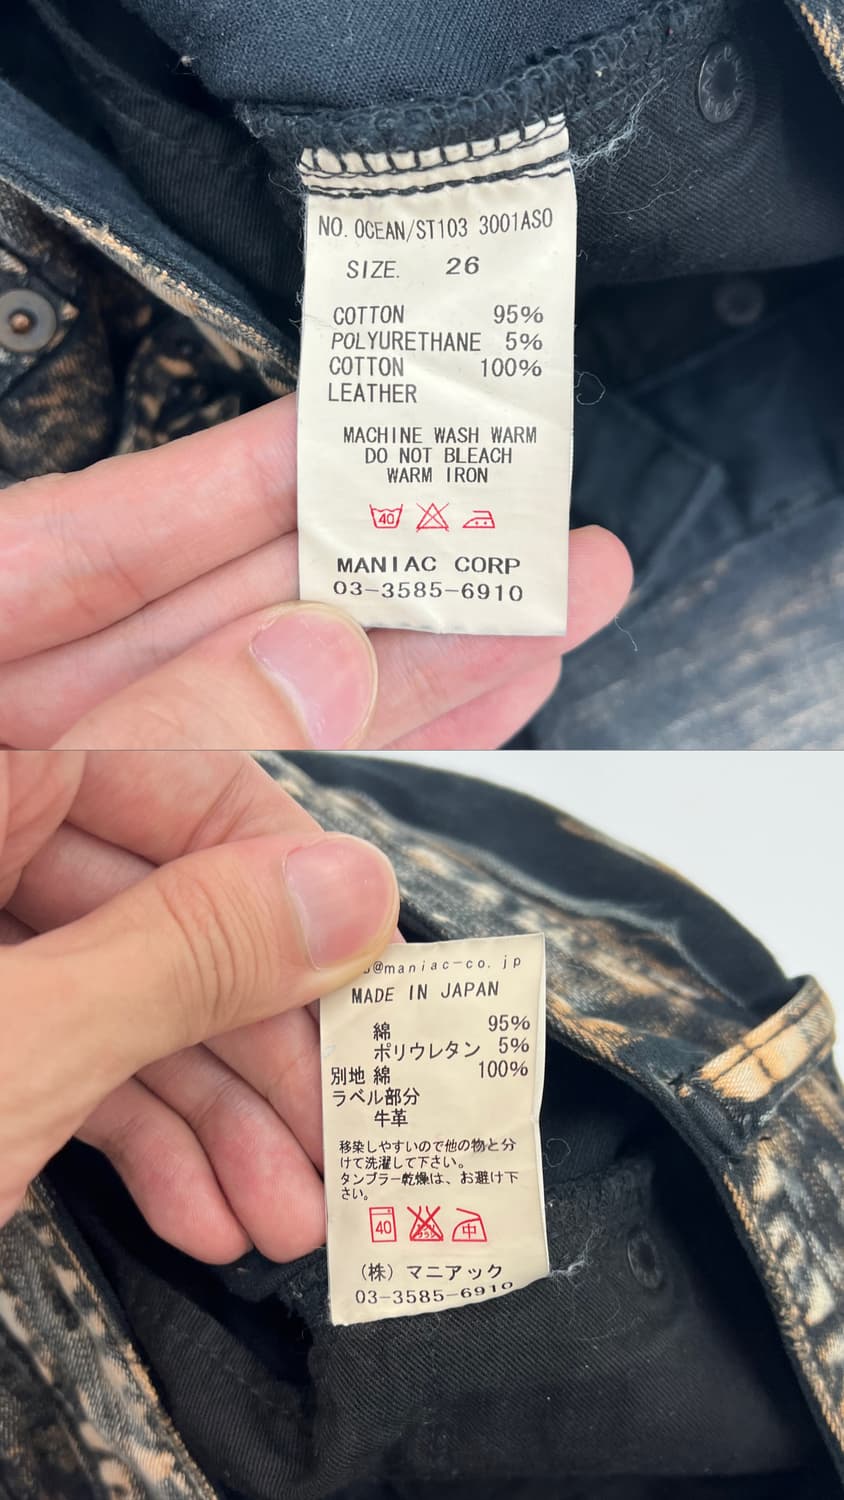 NO. OCEAN/ST103 3001ASO
SIZE. 26
COTTON 95%
POLYURETHANE 5%
COTTON 100%
LEATHER
MACHINE WASH WARM
DO NOT BLEACH
WARM IRON
40
MANIAC CORP
03-3585-6910
@maniac-co.jp
MADE IN JAPAN
綿 95%
ポリウレタン 5%
別地 綿 100%
ラベル部分
牛革
移染しやすいので他の物と分
けて洗濯して下さい。
タンブラー乾燥は、お避け下
さい。
40 中
(株) マニアック
03-3585-6910